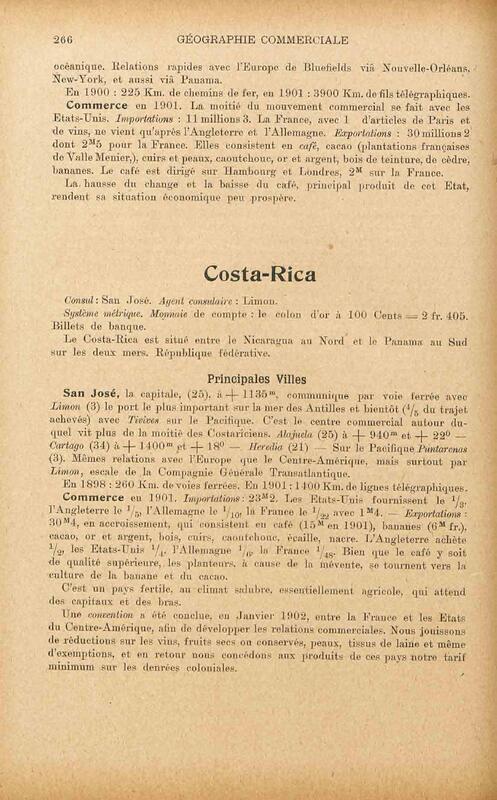 266 GÉOGRAPHIE COMMERCIALE
océanique. Relations rapides avec l'Europe de Bluefields viâ Nouvelle-Orléans,
New-York, et aussi viâ Panama.
En 1900 : 225 Km. de chemins de fer, en 1901 : 3900 Km. de fils télégraphiques.
Commerce en 1901. La moitié du mouvement commercial se fait avec les
Etats-Unis. Importations : 11 millions 3. La France, avec 1 d'articles de Paris et
de vins, ne vient qu'après l'Angleterre et l'Allemagne. Exportations : 30 millions 2
dont 2ᴹ5 pour la France. Elles consistent en café, cacao (plantations françaises
de Valle Menier,), cuirs et peaux, caoutchouc, or et argent, bois de teinture, de cèdre,
bananes. Le café est dirigé sur Hambourg et Londres, 2ᴹ sur la France.
La hausse du change et la baisse du café, principal produit de cet Etat,
rendent sa situation économique peu prospère.
Costa-Rica
Consul : San José. Agent consulaire : Limon.
Système métrique. Monnaie de compte : le colon d'or à 100 Cents = 2 fr. 405.
Billets de banque.
Le Costa-Rica est situé entre le Nicaragua au Nord et le Panama au Sud
sur les deux mers. République fédérative.
Principales Villes
San José, la capitale, (25), à + 1135ᵐ, communique par voie ferrée avec
Limon (3) le port le plus important sur la mer des Antilles et bientôt (4/5 du trajet
achevés) avec Tivives sur le Pacifique. C'est le centre commercial autour du-
quel vit plus de la moitié des Costariciens. Alajuela (25) à + 940ᵐ et + 22⁰ —
Cartago (34) à + 1400ᵐ et + 18⁰ — Heredia (21) — Sur le Pacifique Puntarenas
(3). Mêmes relations avec l'Europe que le Centre-Amérique, mais surtout par
Limon, escale de la Compagnie Générale Transatlantique.
En 1898 : 260 Km. de voies ferrées. En 1901 : 1400 Km. de lignes télégraphiques.
Commerce en 1901. Importations : 23ᴹ2. Les Etats-Unis fournissent le 1/3,
l'Angleterre le 1/5, l'Allemagne le 1/10, la France le 1/22 avec 1ᴹ4. — Exportations :
30ᴹ4, en accroissement, qui consistent en café (15ᴹ en 1901), bananes (6ᴹ fr.),
cacao, or et argent, bois, cuirs, caoutchouc, écaille, nacre. L'Angleterre achète
1/2, les Etats-Unis 1/4, l'Allemagne 1/6, la France 1/48. Bien que le café y soit
de qualité supérieure, les planteurs, à cause de la mévente, se tournent vers la
culture de la banane et du cacao.
C'est un pays fertile, au climat salubre, essentiellement agricole, qui attend
des capitaux et des bras.
Une convention a été conclue, en Janvier 1902, entre la France et les Etats
du Centre-Amérique, afin de développer les relations commerciales. Nous jouissons
de réductions sur les vins, fruits secs ou conservés, peaux, tissus de laine et même
d'exemptions, et en retour nous concédons aux produits de ces pays notre tarif
minimum sur les denrées coloniales.